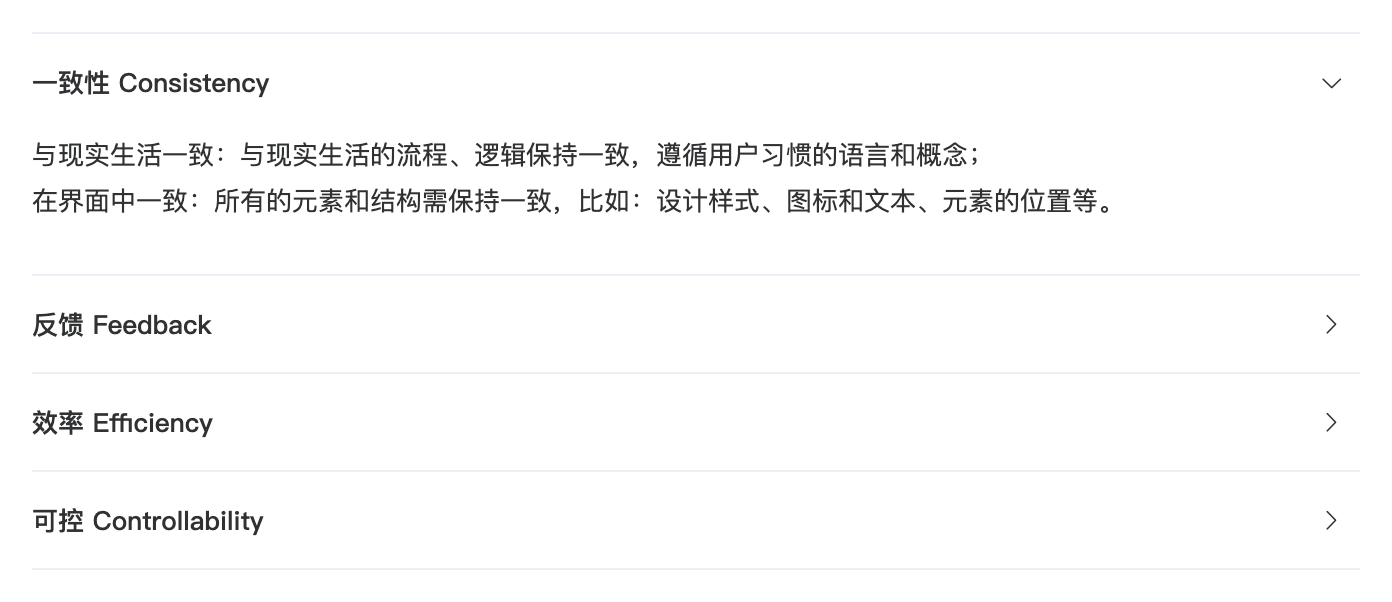 一致性 Consistency
与现实生活一致：与现实生活的流程、逻辑保持一致，遵循用户习惯的语言和概念；
在界面中一致：所有的元素和结构需保持一致，比如：设计样式、图标和文本、元素的位置等。
反馈 Feedback
效率 Efficiency
可控 Controllability